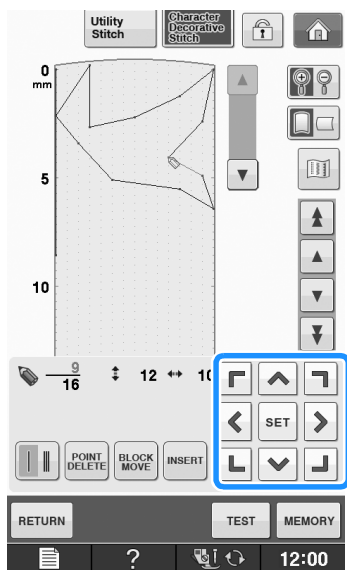 Utility
Stitch
Character
Decorative
Stitch
0
mm
5
10
9
16
12
POINT
DELETE
BLOCK
MOVE
INSERT
SET
RETURN
TEST
MEMORY
?
12:00